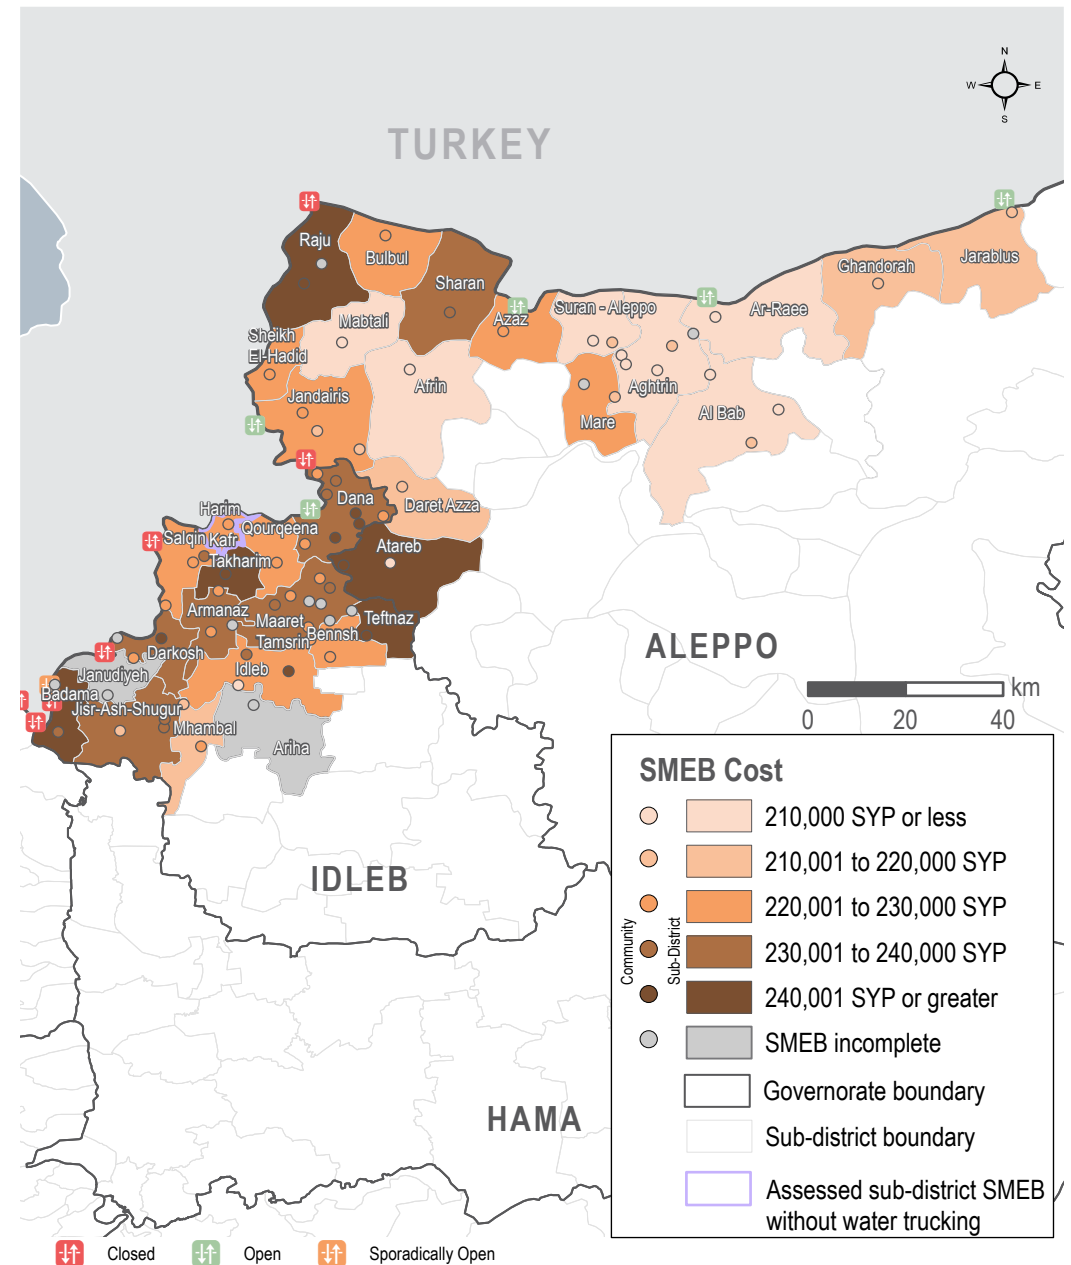 N
W
E
S
TURKEY
Raju
Bulbul
Sharan
Ghandorah
Jarablus
Azaz
Suran - Aleppo
Ar-Raee
Mabtali
Sheikh
El-Hadid
Afrin
Aghtrin
Jandairis
Mare
Al Bab
Dana
Daret Azza
Harim
Salqin
Kafr
Takharim
Qourqeena
Atareb
Armanaz
Maaret
Tamsrin
Bennsh
Teftnaz
Darkosh
Idleb
Janudiyeh
Badama
Jisr-Ash-Shugur
Mhambal
Ariha
ALEPPO
km
0
20
40
IDLEB
HAMA
SMEB Cost
Community
Sub-District
210,000 SYP or less
210,001 to 220,000 SYP
220,001 to 230,000 SYP
230,001 to 240,000 SYP
240,001 SYP or greater
SMEB incomplete
Governorate boundary
Sub-district boundary
Assessed sub-district SMEB
without water trucking
Closed
Open
Sporadically Open